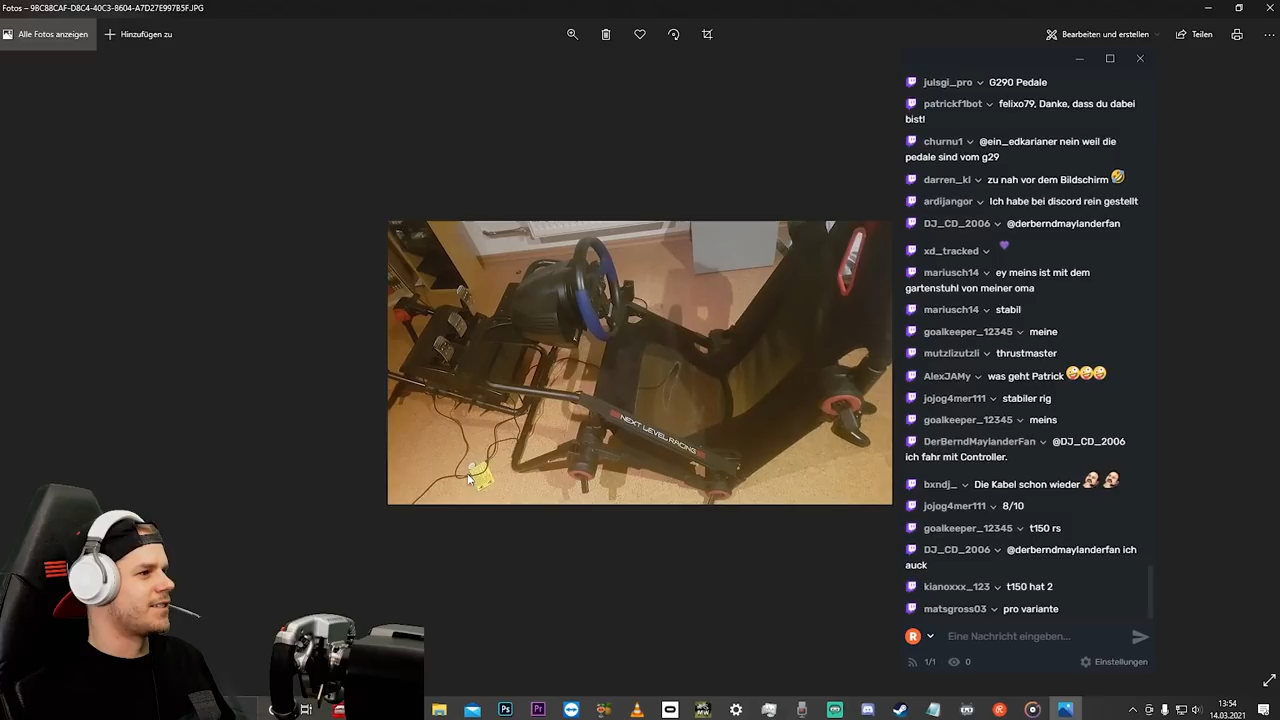 Fotos – 9BC88CAF-D8C4-40C3-8604-A7D27E997B5F.JPG
Alle Fotos anzeigen
Hinzufügen zu
Bearbeiten und erstellen
Teilen
julsgi_pro G290 Pedale
patrickf1bot felixo79, Danke, dass du dabei
bist!
churnu1 @ein_edkarianer nein weil die
pedale sind vom g29
darren_kl zu nah vor dem Bildschirm
ardijangor Ich habe bei discord rein gestellt
DJ_CD_2006 @derberndmaylanderfan
xd_tracked
mariusch14 ey meins ist mit dem
gartenstuhl von meiner oma
mariusch14 stabil
goalkeeper_12345 meine
mutzlizutzli thrustmaster
AlexJAMy was geht Patrick
jojog4mer111 stabiler rig
goalkeeper_12345 meins
DerBerndMaylanderFan @DJ_CD_2006
ich fahr mit Controller.
bxndj_ Die Kabel schon wieder
jojog4mer111 8/10
goalkeeper_12345 t150 rs
DJ_CD_2006 @derberndmaylanderfan ich
auck
kianoxxx_123 t150 hat 2
matsgross03 pro variante
R Eine Nachricht eingeben...
1/1 0 Einstellungen
NEXT LEVEL RACING
Ps
Pr
13:54
14.03.2021